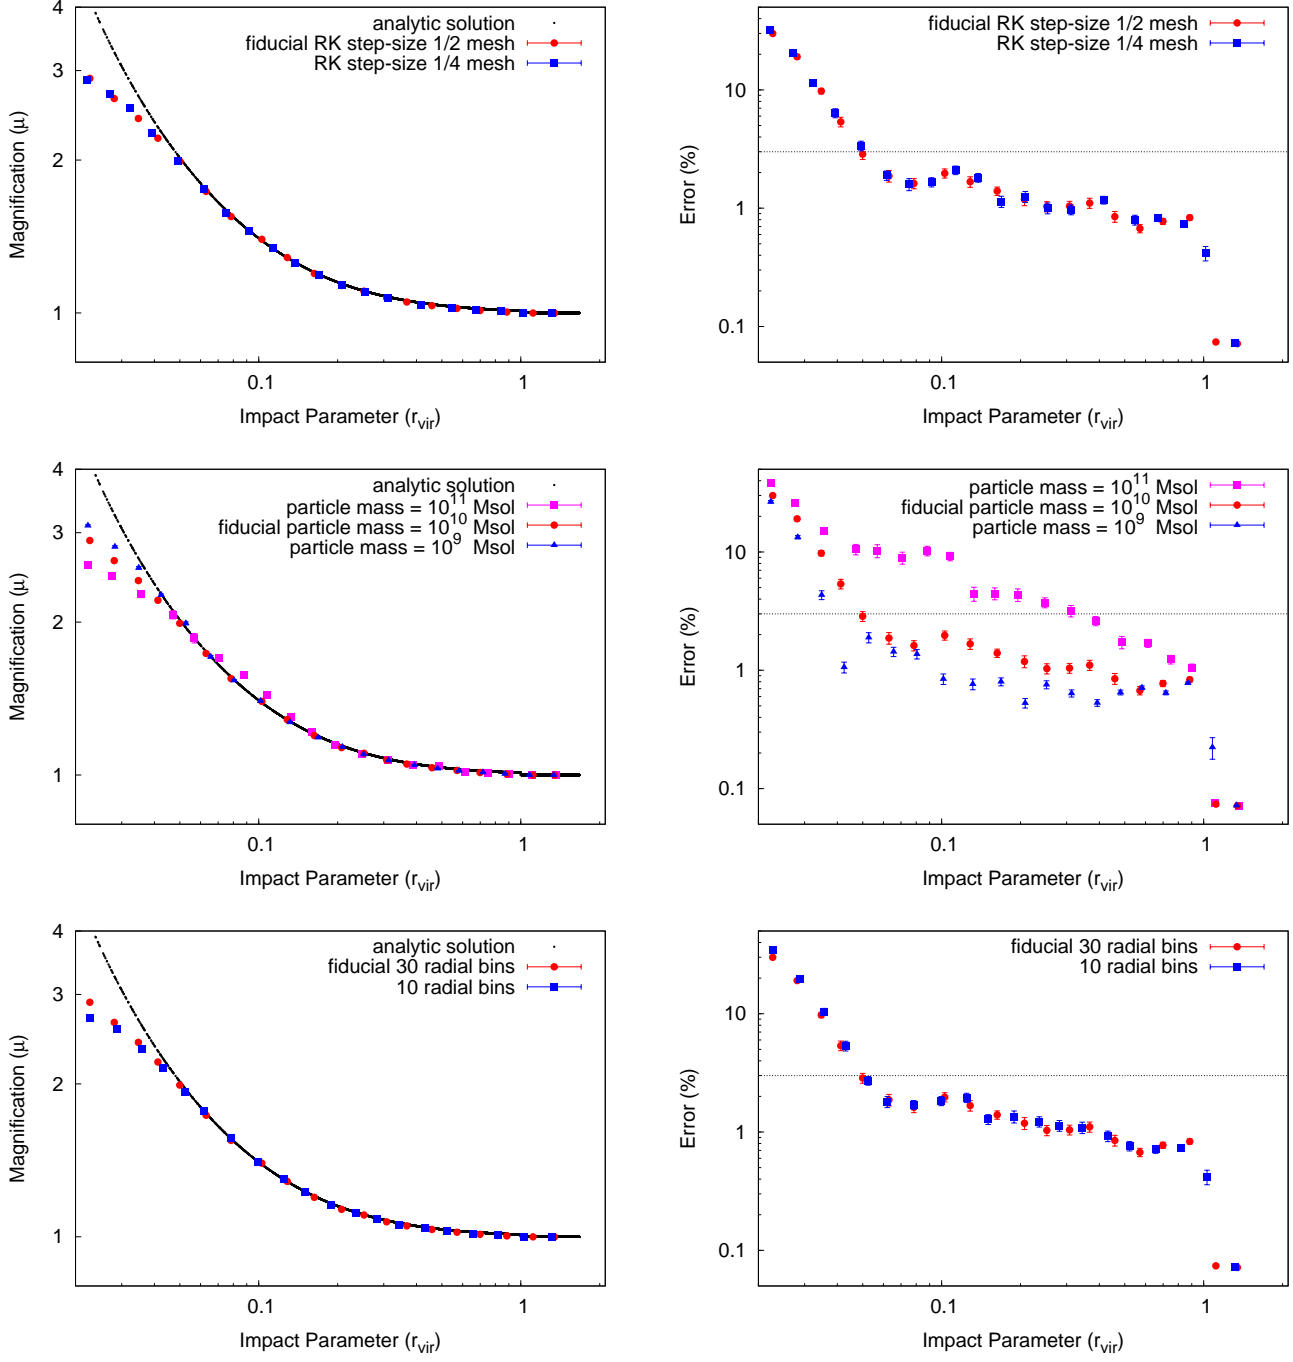 analytic solution
fiducial RK step-size 1/2 mesh
RK step-size 1/4 mesh
4
3
2
1
Magnification (μ)
0.1
1
Impact Parameter (r_vir)
fiducial RK step-size 1/2 mesh
RK step-size 1/4 mesh
10
1
0.1
Error (%)
0.1
1
Impact Parameter (r_vir)
analytic solution
particle mass = 10^11 Msol
fiducial particle mass = 10^10 Msol
particle mass = 10^9 Msol
4
3
2
1
Magnification (μ)
0.1
1
Impact Parameter (r_vir)
particle mass = 10^11 Msol
fiducial particle mass = 10^10 Msol
particle mass = 10^9 Msol
10
1
0.1
Error (%)
0.1
1
Impact Parameter (r_vir)
analytic solution
fiducial 30 radial bins
10 radial bins
4
3
2
1
Magnification (μ)
0.1
1
Impact Parameter (r_vir)
fiducial 30 radial bins
10 radial bins
10
1
0.1
Error (%)
0.1
1
Impact Parameter (r_vir)